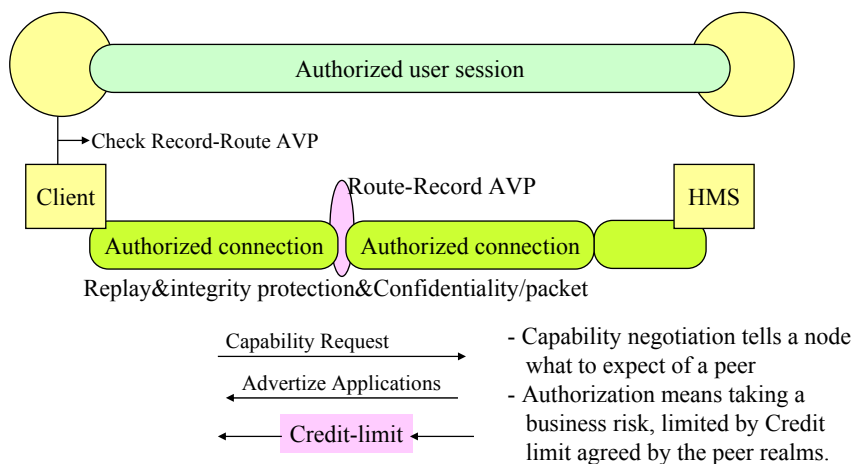 Authorized user session
Check Record-Route AVP
Client
Route-Record AVP
HMS
Authorized connection
Authorized connection
Replay&integrity protection&Confidentiality/packet
Capability Request
Advertize Applications
Credit-limit
- Capability negotiation tells a node
what to expect of a peer
- Authorization means taking a
business risk, limited by Credit
limit agreed by the peer realms.